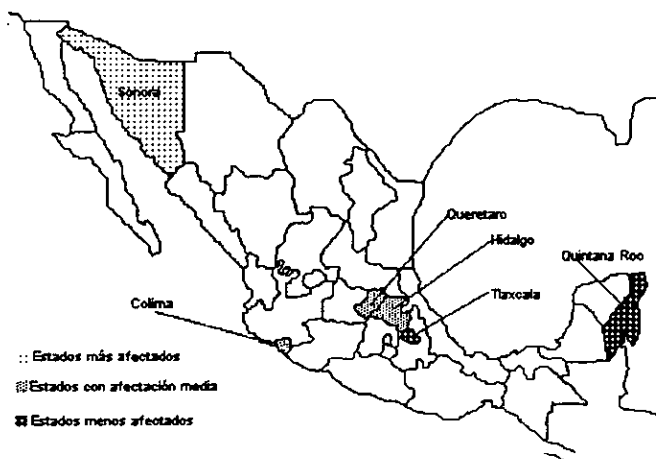 Sonora
Queretaro
Hidalgo
Quintana Roo
Tlaxcala
Colima
Estados más afectados
Estados con afectación media
Estados menos afectados